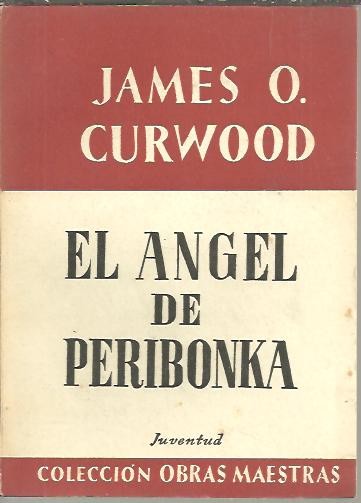 JAMES O.
CURWOOD
EL ANGEL
DE
PERIBONKA
Juventud
COLECCIÓN OBRAS MAESTRAS